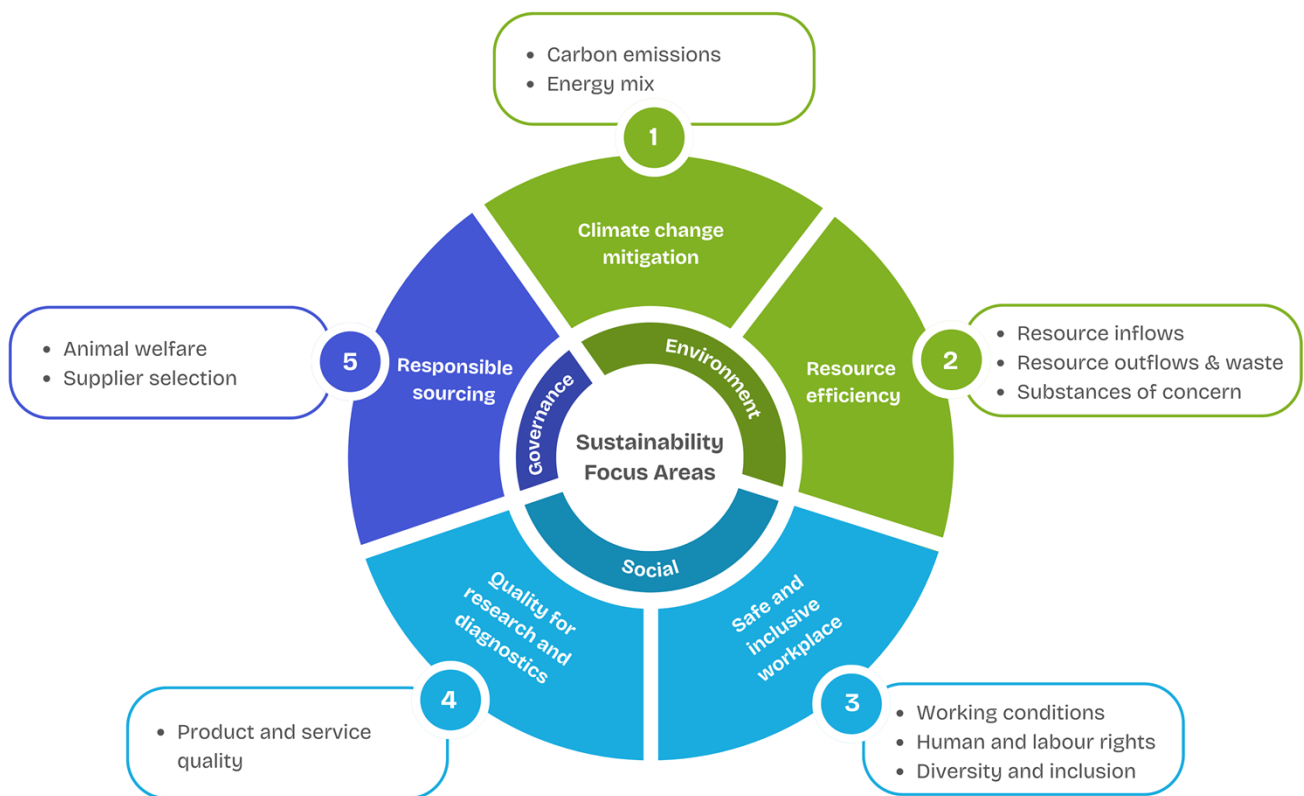 • Carbon emissions
• Energy mix
1
Climate change
mitigation
Environment
Resource
efficiency
2
• Resource inflows
• Resource outflows & waste
• Substances of concern
Safe and
inclusive
workplace
3
• Working conditions
• Human and labour rights
• Diversity and inclusion
Social
Quality for
research and
diagnostics
4
• Product and service
quality
Governance
Responsible
sourcing
5
• Animal welfare
• Supplier selection
Sustainability
Focus Areas